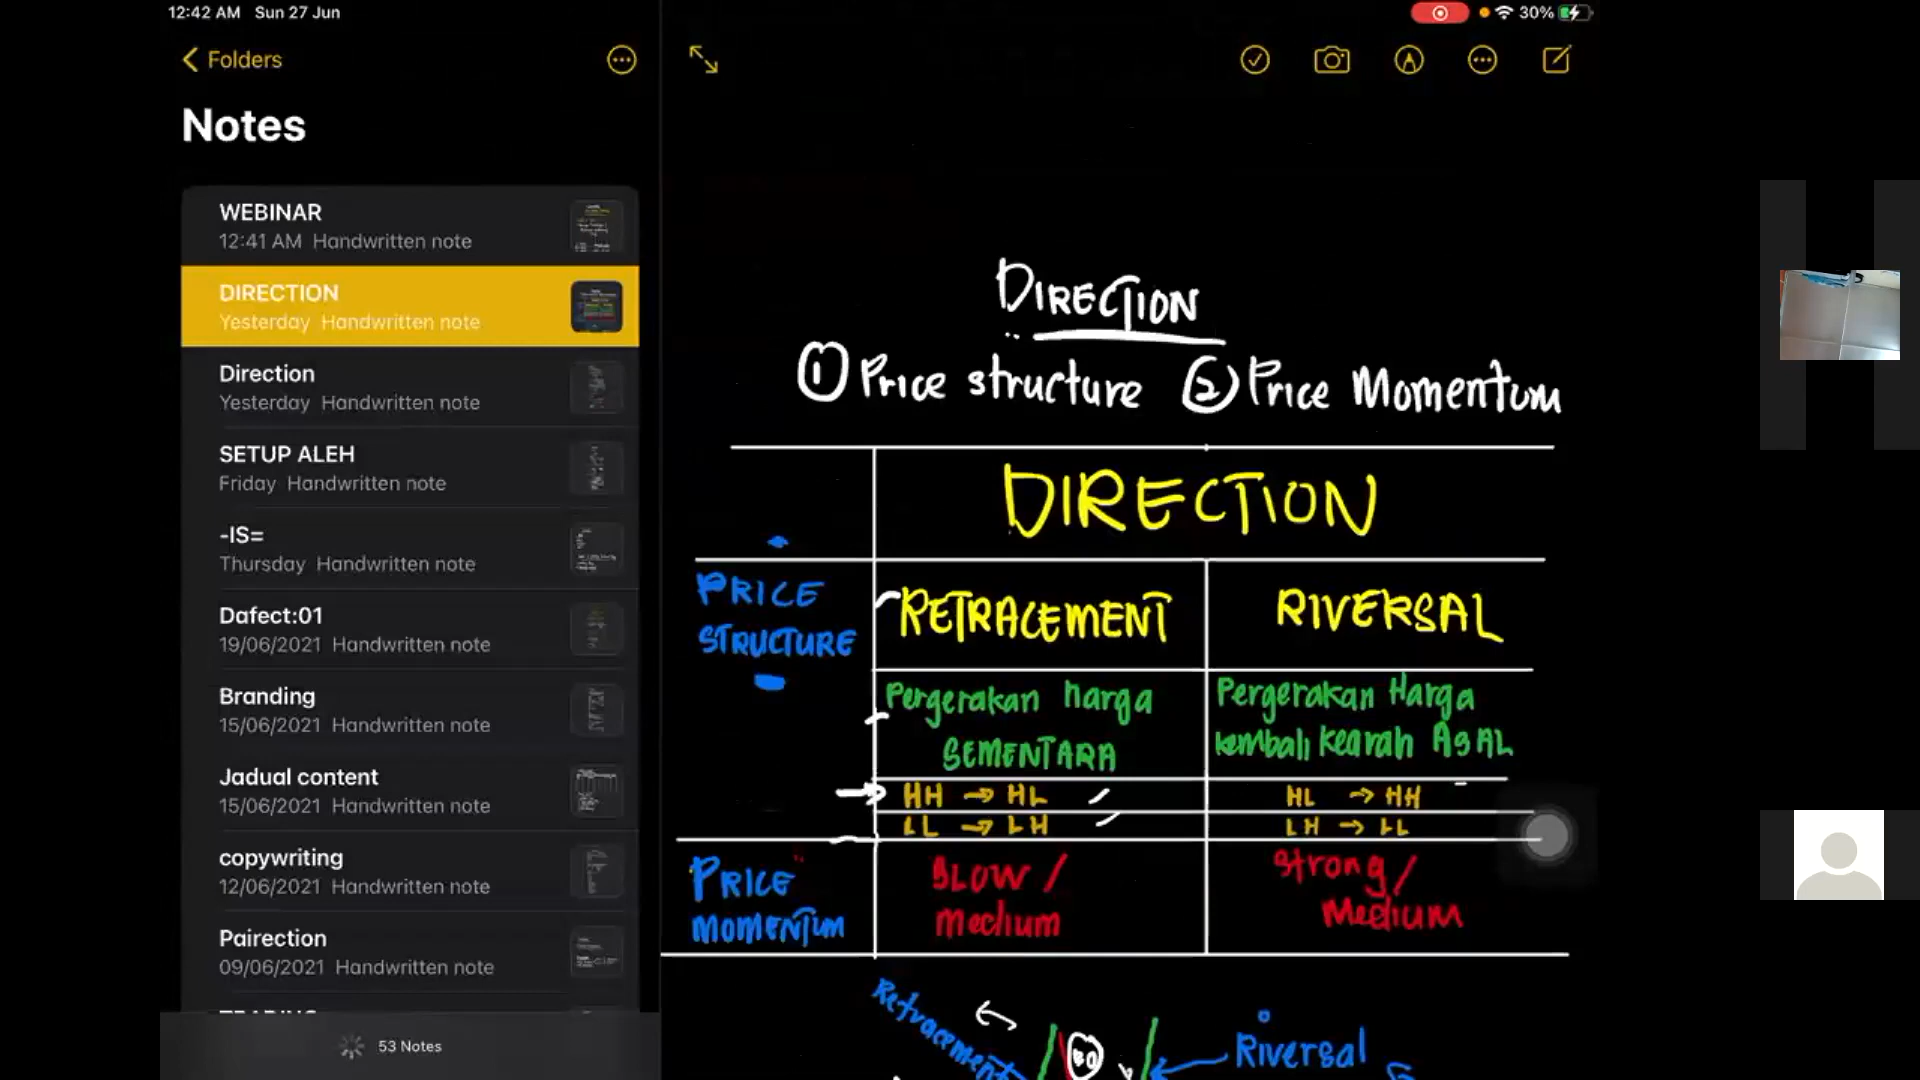 12:42 AM Sun 27 Jun
30%
Folders
Notes
WEBINAR
12:41 AM Handwritten note
DIRECTION
Yesterday Handwritten note
Direction
Yesterday Handwritten note
SETUP ALEH
Friday Handwritten note
-IS=
Thursday Handwritten note
Dafect:01
19/06/2021 Handwritten note
Branding
15/06/2021 Handwritten note
Jadual content
15/06/2021 Handwritten note
copywriting
12/06/2021 Handwritten note
Pairection
09/06/2021 Handwritten note
53 Notes
DIRECTION
① Price structure ② Price Momentum
DIRECTION
PRICE
STRUCTURE
RETRACEMENT
RIVERSAL
Pergerakan harga
SEMENTARA
Pergerakan Harga
kembali kearah ASAL
HH → HL
HL → HH
LL → LH
LH → LL
PRICE
MOMENTUM
SLOW /
medium
Strong /
Medium
Retracement
Riversal